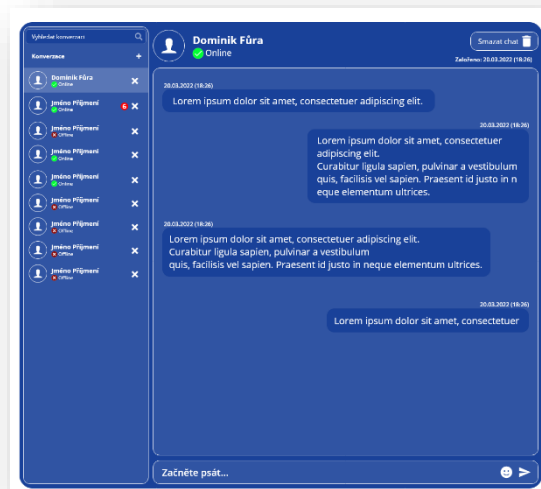 Vyhledat konverzaci
Konverzace +
Dominik Fůra
Online
Jméno Příjmení
Online
6
Jméno Příjmení
Offline
Jméno Příjmení
Online
Jméno Příjmení
Online
Jméno Příjmení
Offline
Jméno Příjmení
Offline
Jméno Příjmení
Offline
Jméno Příjmení
Offline
Dominik Fůra
Online
Smazat chat
Založeno: 20.03.2022 (18:26)
20.03.2022 (18:26)
Lorem ipsum dolor sit amet, consectetuer adipiscing elit.
20.03.2022 (18:26)
Lorem ipsum dolor sit amet, consectetuer
adipiscing elit.
Curabitur ligula sapien, pulvinar a vestibulum
quis, facilisis vel sapien. Praesent id justo in n
eque elementum ultrices.
20.03.2022 (18:26)
Lorem ipsum dolor sit amet, consectetuer adipiscing elit.
Curabitur ligula sapien, pulvinar a vestibulum
quis, facilisis vel sapien. Praesent id justo in neque elementum ultrices.
20.03.2022 (18:26)
Lorem ipsum dolor sit amet, consectetuer
Začněte psát...